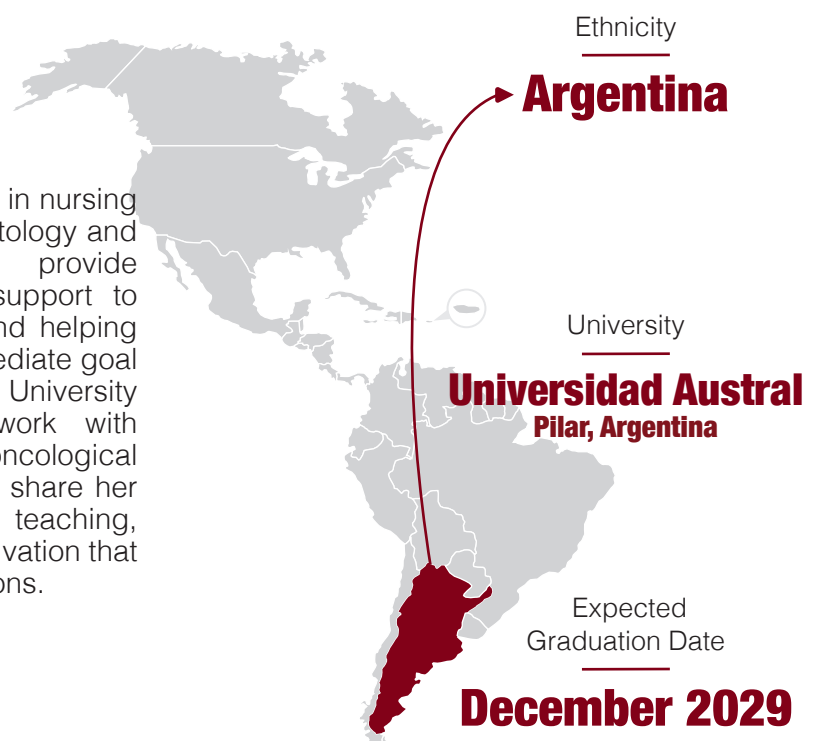 in nursing
tology and
provide
support to
nd helping
ediate goal
University
work with
oncological
share her
teaching,
vation that
ons.
Ethnicity
Argentina
University
Universidad Austral
Pilar, Argentina
Expected
Graduation Date
December 2029